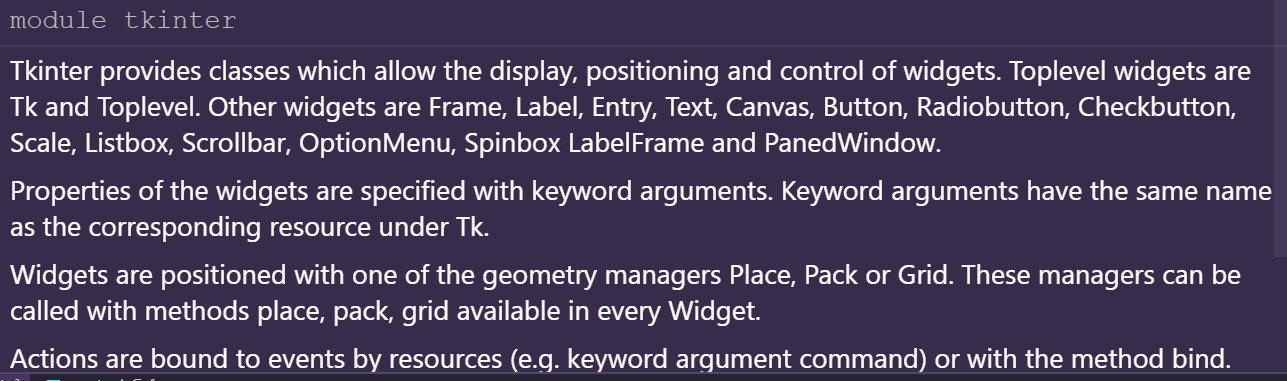 module tkinter
Tkinter provides classes which allow the display, positioning and control of widgets. Toplevel widgets are
Tk and Toplevel. Other widgets are Frame, Label, Entry, Text, Canvas, Button, Radiobutton, Checkbutton,
Scale, Listbox, Scrollbar, OptionMenu, Spinbox LabelFrame and PanedWindow.
Properties of the widgets are specified with keyword arguments. Keyword arguments have the same name
as the corresponding resource under Tk.
Widgets are positioned with one of the geometry managers Place, Pack or Grid. These managers can be
called with methods place, pack, grid available in every Widget.
Actions are bound to events by resources (e.g. keyword argument command) or with the method bind.